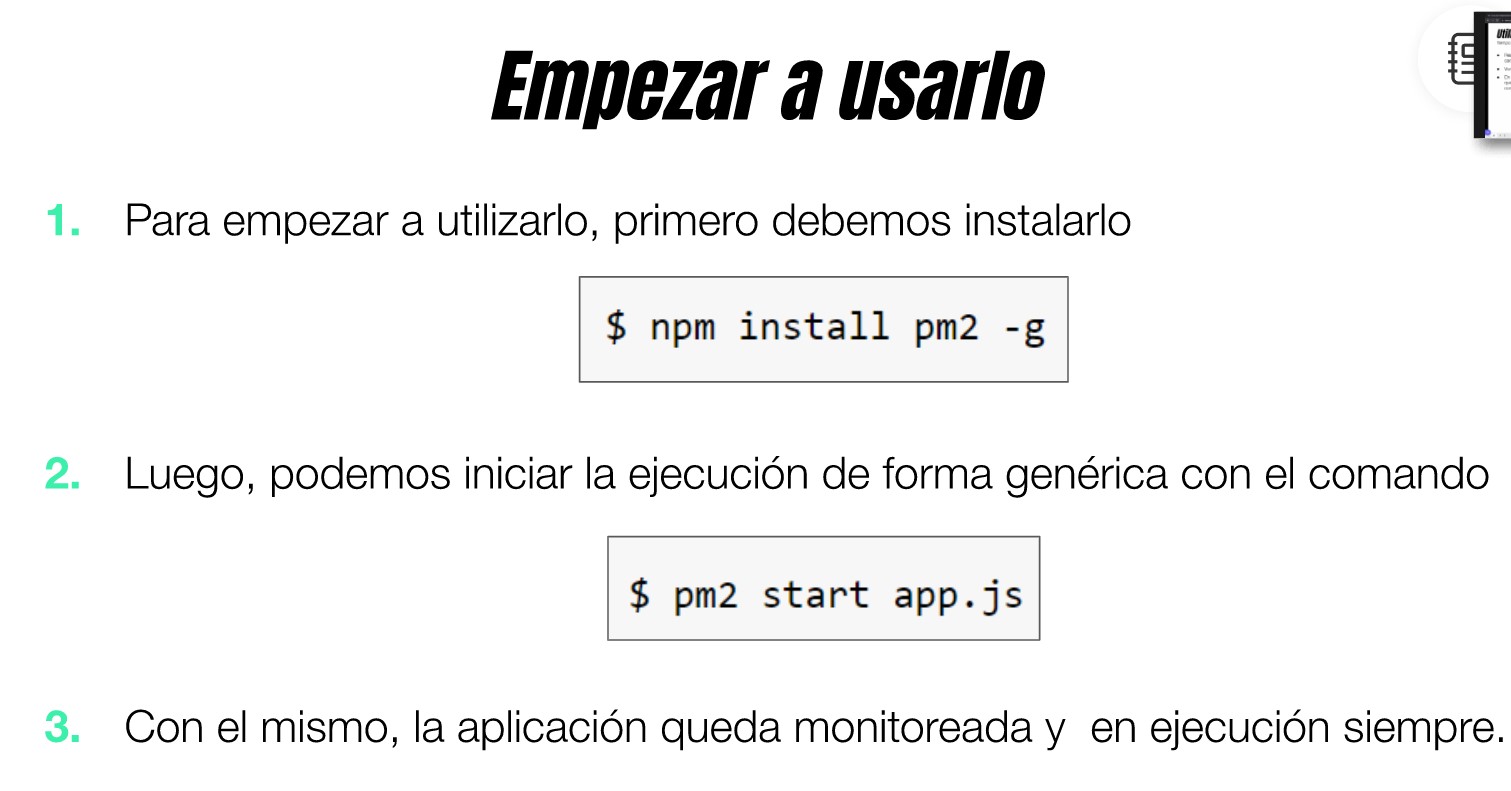 Empezar a usarlo
1. Para empezar a utilizarlo, primero debemos instalarlo
$ npm install pm2 -g
2. Luego, podemos iniciar la ejecución de forma genérica con el comando
$ pm2 start app.js
3. Con el mismo, la aplicación queda monitoreada y  en ejecución siempre.